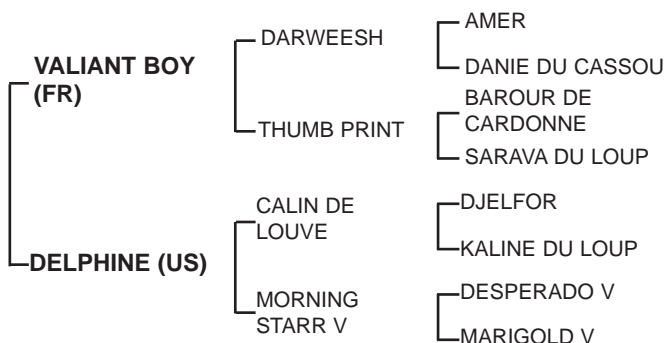 AMER
DARWEESH
VALIANT BOY
(FR)
DANIE DU CASSOU
BAROUR DE
CARDONNE
THUMB PRINT
SARAVA DU LOUP
CALIN DE
LOUVE
DJELFOR
KALINE DU LOUP
DELPHINE (US)
DESPERADO V
MORNING
STARR V
MARIGOLD V